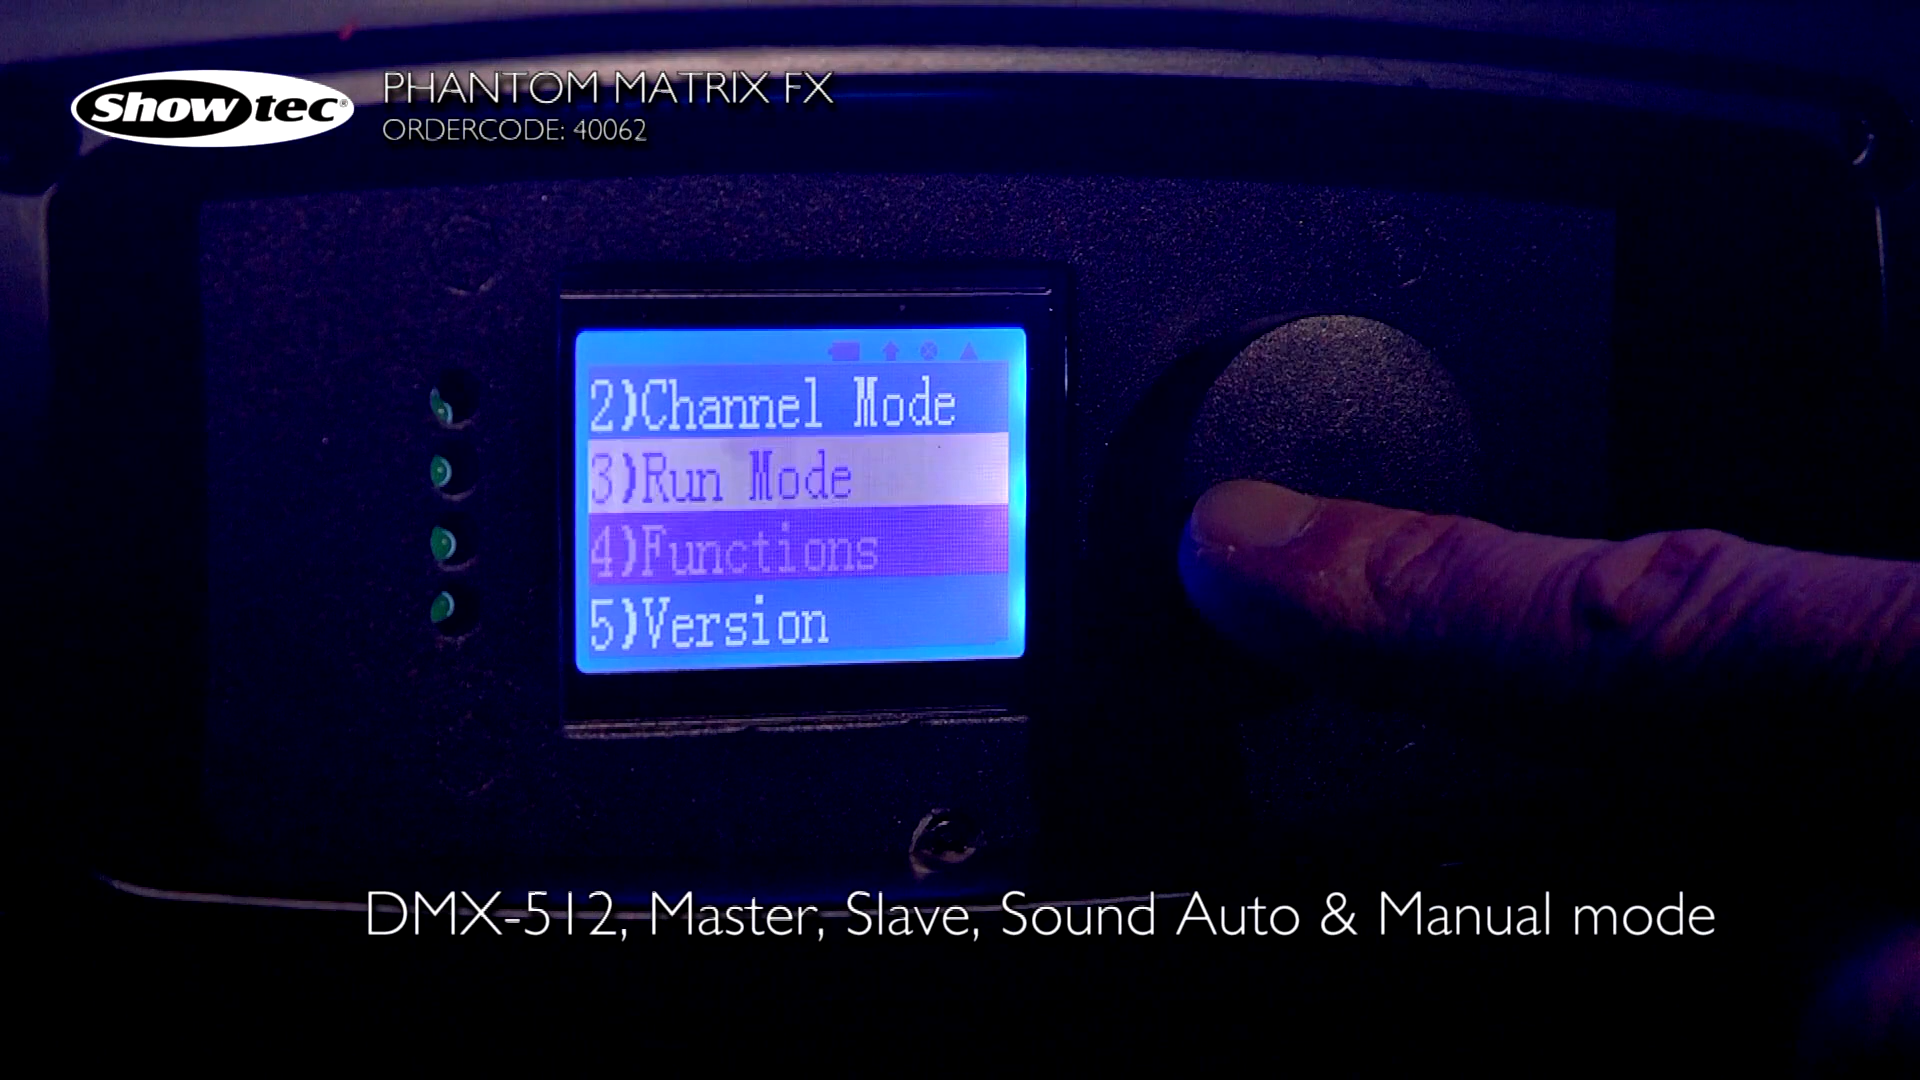 Showtec®
PHANTOM MATRIX FX
ORDERCODE: 40062
2)Channel Mode
3)Run Mode
4)Functions
5)Version
DMX-512, Master, Slave, Sound Auto & Manual mode